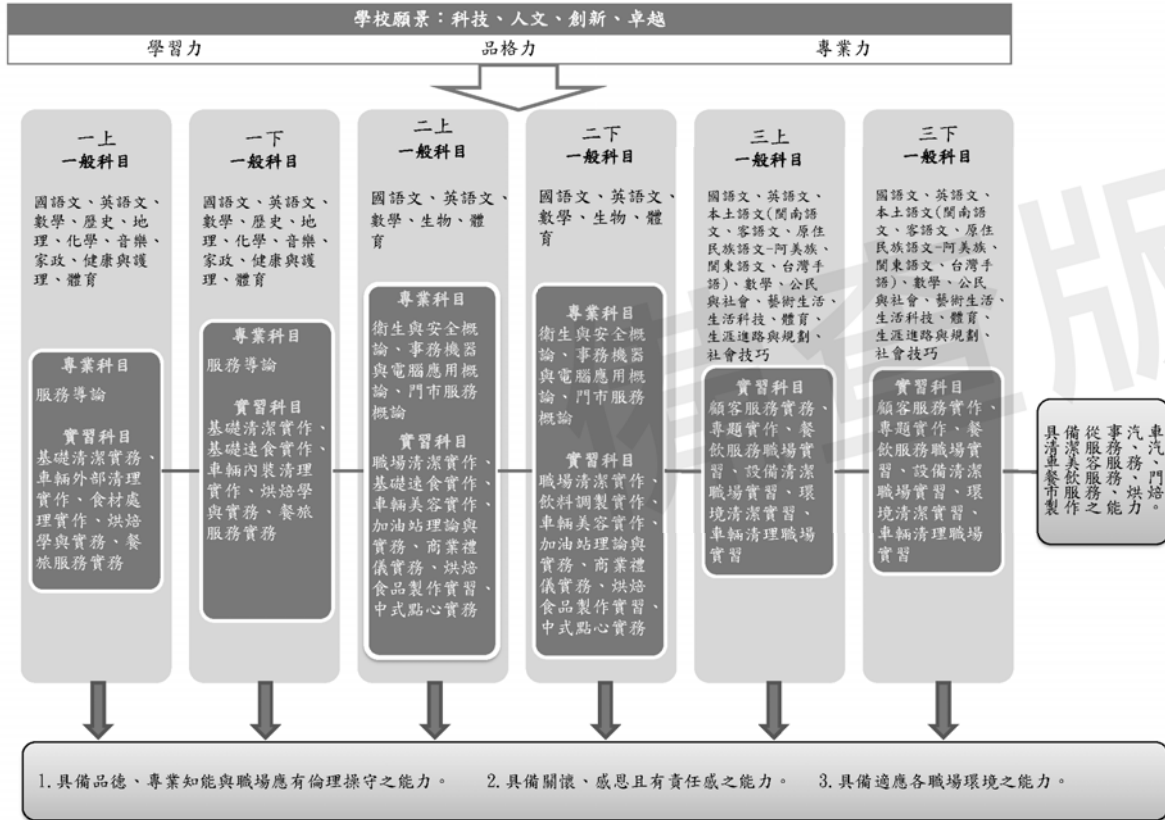 學校願景：科技、人文、創新、卓越
學習力 品格力 專業力
一上
一般科目
國語文、英語文、
數學、歷史、地
理、化學、音樂、
家政、健康與護
理、體育
專業科目
服務導論
實習科目
基礎清潔實務、
車輛外部清理
實作、食材處
理實作、烘焙
學與實務、餐
旅服務實務
一下
一般科目
國語文、英語文、
數學、歷史、地
理、化學、音樂、
家政、健康與護
理、體育
專業科目
服務導論
實習科目
基礎清潔實作、
基礎速食實作、
車輛內裝清理
實作、烘焙學
與實務、餐旅
服務實務
二上
一般科目
國語文、英語文、
數學、生物、體
育
專業科目
衛生與安全概
論、事務機器
與電腦應用概
論、門市服務
概論
實習科目
職場清潔實作、
基礎速食實作、
車輛美容實作、
加油站理論與
實務、商業禮
儀實務、烘焙
食品製作實習、
中式點心實務
二下
一般科目
國語文、英語文、
數學、生物、體
育
專業科目
衛生與安全概
論、事務機器
與電腦應用概
論、門市服務
概論
實習科目
職場清潔實作、
飲料調製實作、
車輛美容實作、
加油站理論與
實務、商業禮
儀實務、烘焙
食品製作實習、
中式點心實務
三上
一般科目
國語文、英語文、
本土語文(閩南語
文、客語文、原住
民族語文-阿美族、
閩東語文、台灣手
語)、數學、公民
與社會、藝術生活、
生活科技、體育、
生涯進路與規劃、
社會技巧
實習科目
顧客服務實務、
專題實作、餐
飲服務職場實
習、設備清潔
職場實習、環
境清潔實習、
車輛清理職場
實習
三下
一般科目
國語文、英語文、
本土語文(閩南語
文、客語文、原住
民族語文-阿美族、
閩東語文、台灣手
語)、數學、公民
與社會、藝術生活、
生活科技、體育、
生涯進路與規劃、
社會技巧
實習科目
顧客服務實作、
專題實作、餐
飲服務職場實
習、設備清潔
職場實習、環
境清潔實習、
車輛清理職場
實習
具備從事汽車
清潔服務、汽
車美容服務、
餐飲服務、門
市服務、烘焙
製作之能力。
1.具備品德、專業知能與職場應有倫理操守之能力。 2.具備關懷、感恩且有責任感之能力。 3.具備適應各職場環境之能力。
備查版